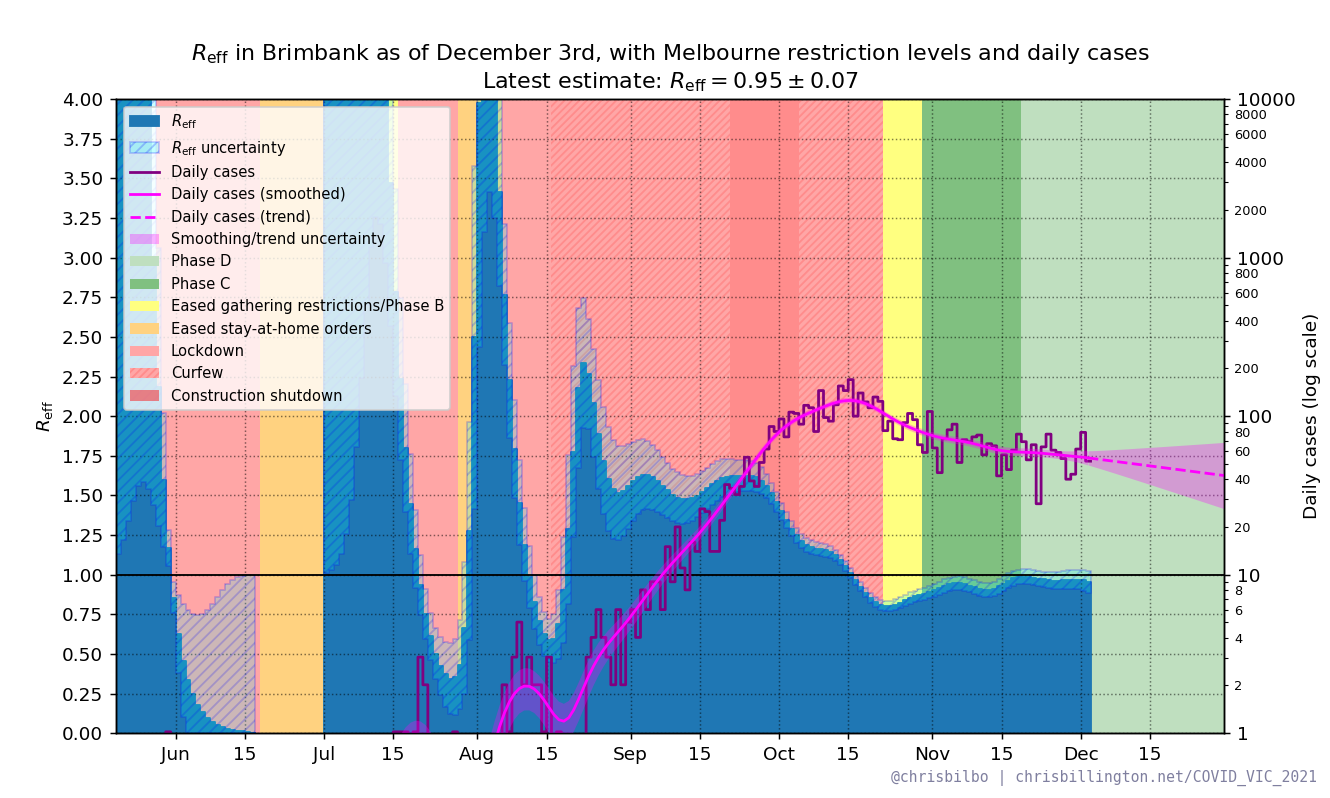 Reff in Brimbank as of December 3rd, with Melbourne restriction levels and daily cases
Latest estimate: Reff = 0.95 ± 0.07
4.00
3.75
3.50
3.25
3.00
2.75
2.50
2.25
2.00
1.75
1.50
1.25
1.00
0.75
0.50
0.25
0.00
Reff
Reff
Reff uncertainty
Daily cases
Daily cases (smoothed)
Daily cases (trend)
Smoothing/trend uncertainty
Phase D
Phase C
Eased gathering restrictions/Phase B
Eased stay-at-home orders
Lockdown
Curfew
Construction shutdown
10000
8000
6000
4000
2000
1000
800
600
400
200
100
80
60
40
20
10
8
6
4
2
1
Daily cases (log scale)
Jun 15 Jul 15 Aug 15 Sep 15 Oct 15 Nov 15 Dec 15
@chrisbilbo | chrisbillington.net/COVID_VIC_2021